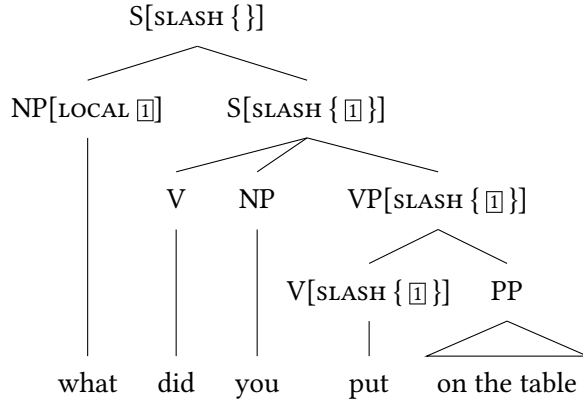 S[SLASH {}]
NP[LOCAL 1] S[SLASH { 1 }]
V NP VP[SLASH { 1 }]
V[SLASH { 1 }] PP
what did you put on the table